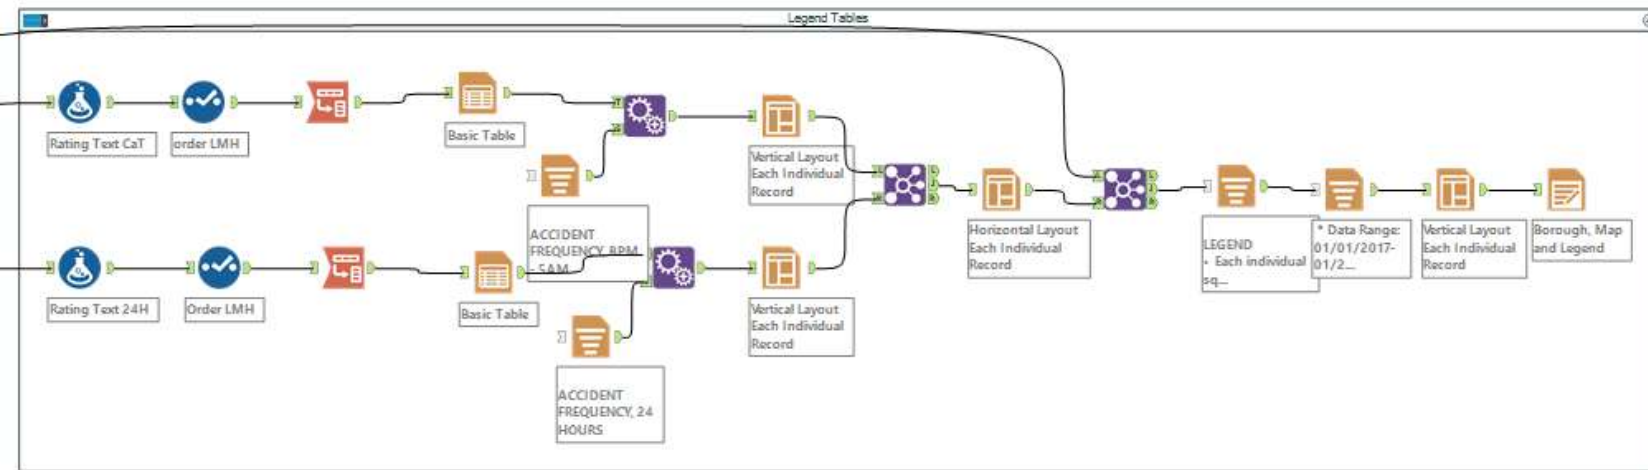 Legend Tables
Rating Text CaT
order LMH
Basic Table
ACCIDENT
FREQUENCY, 8PM
- 5AM
Vertical Layout
Each Individual
Record
Horizontal Layout
Each Individual
Record
LEGEND
- Each individual
sq...
* Data Range:
01/01/2017-
01/2...
Vertical Layout
Each Individual
Record
Borough, Map
and Legend
Rating Text 24H
Order LMH
Basic Table
ACCIDENT
FREQUENCY, 24
HOURS
Vertical Layout
Each Individual
Record